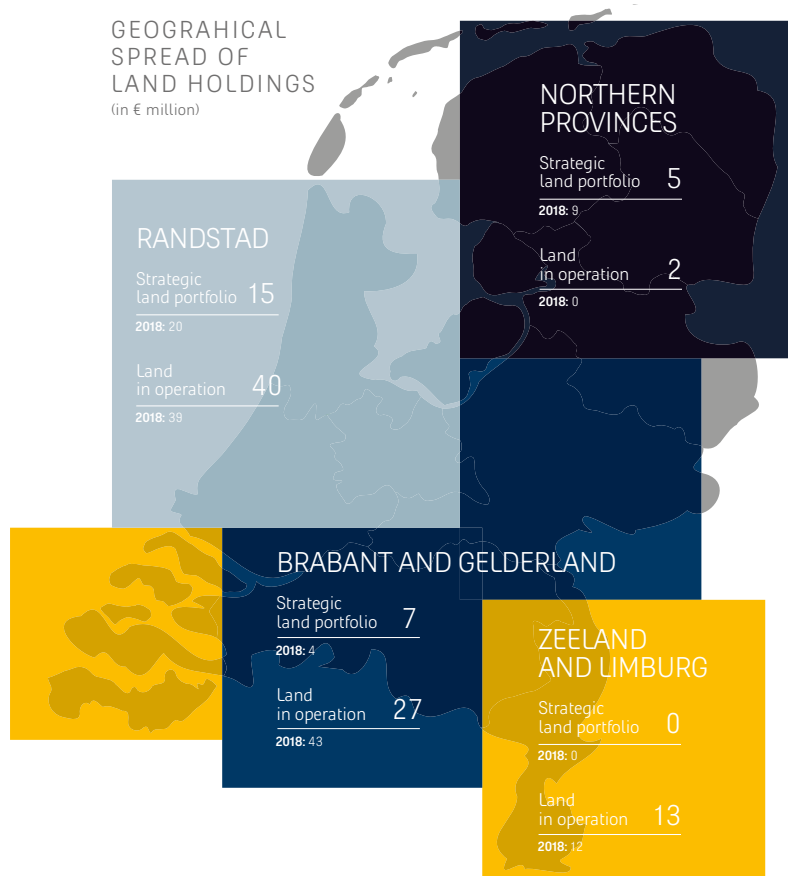 GEOGRAHICAL
SPREAD OF
LAND HOLDINGS
(in € million)
NORTHERN
PROVINCES
Strategic
land portfolio 5
2018: 9
Land
in operation 2
2018: 0
RANDSTAD
Strategic
land portfolio 15
2018: 20
Land
in operation 40
2018: 39
BRABANT AND GELDERLAND
Strategic
land portfolio 7
2018: 4
Land
in operation 27
2018: 43
ZEELAND
AND LIMBURG
Strategic
land portfolio 0
2018: 0
Land
in operation 13
2018: 12